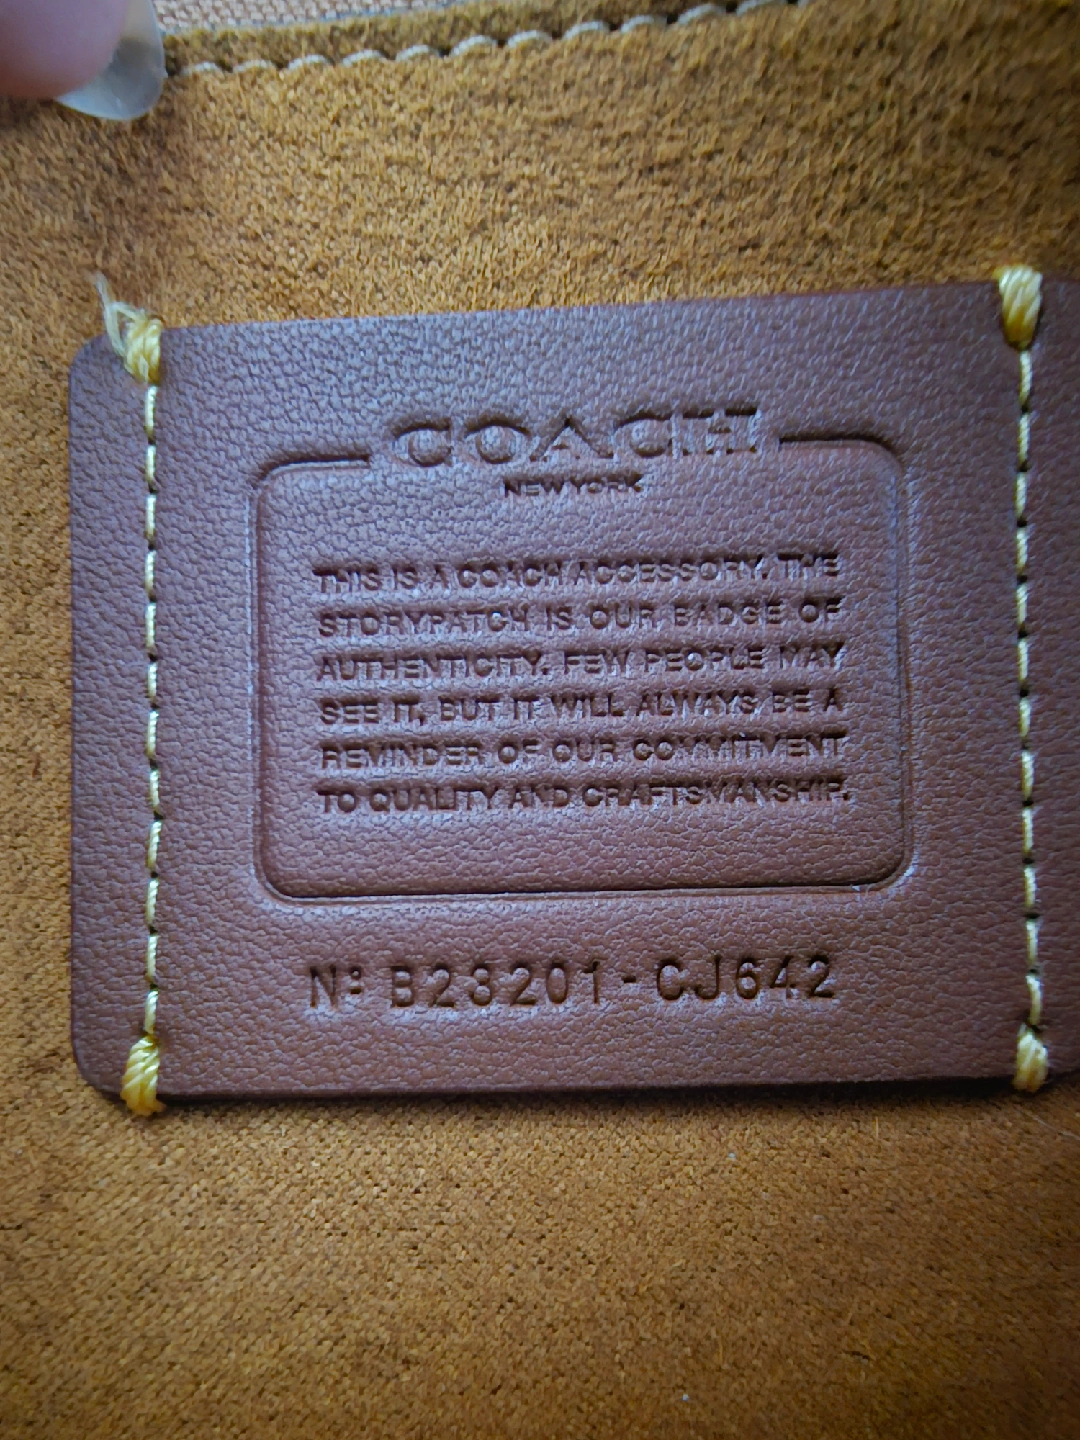 COACH
NEW YORK
THIS IS A COACH ACCESSORY. THE
STORYPATCH IS OUR BADGE OF
AUTHENTICITY. FEW PEOPLE MAY
SEE IT, BUT IT WILL ALWAYS BE A
REMINDER OF OUR COMMITMENT
TO QUALITY AND CRAFTSMANSHIP.
Nº B23201-CJ642